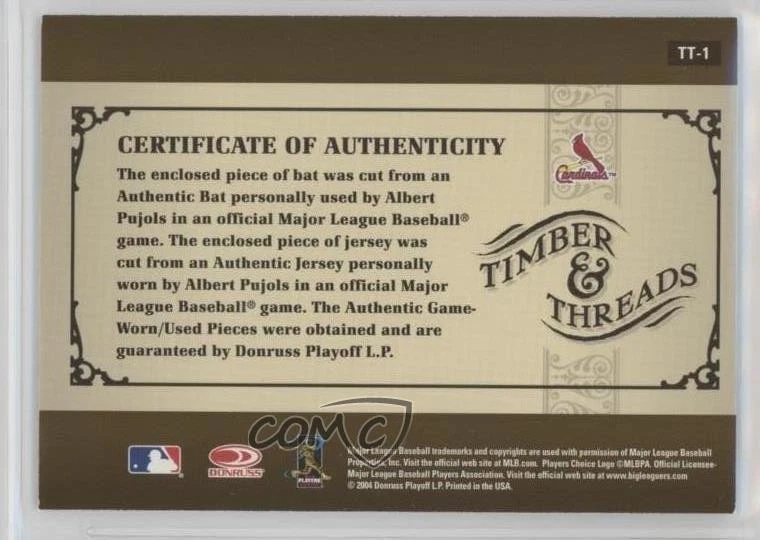 TT-1
CERTIFICATE OF AUTHENTICITY
The enclosed piece of bat was cut from an
Authentic Bat personally used by Albert
Pujols in an official Major League Baseball®
game. The enclosed piece of jersey was
cut from an Authentic Jersey personally
worn by Albert Pujols in an official Major
League Baseball® game. The Authentic Game-
Worn/Used Pieces were obtained and are
guaranteed by Donruss Playoff L.P.
Cardinals™
TIMBER
&
THREADS
COMC
DONRUSS
PLAYERS
Major League Baseball trademarks and copyrights are used with permission of Major League Baseball
Properties, Inc. Visit the official web site at MLB.com. Players Choice Logo ©MLBPA. Official Licensee-
Major League Baseball Players Association. Visit the official web site at www.bigleaguers.com
© 2004 Donruss Playoff L.P. Printed in the USA.